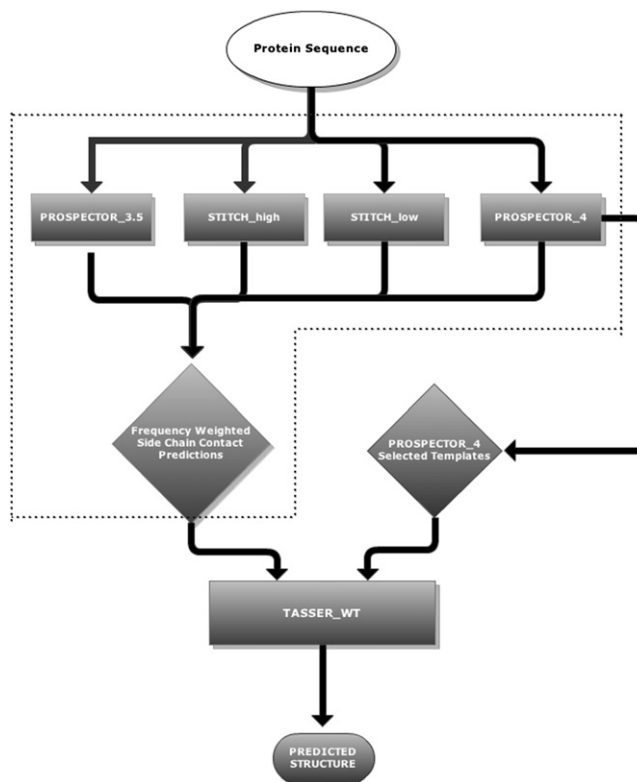 Protein Sequence
PROSPECTOR_3.5
STITCH_high
STITCH_low
PROSPECTOR_4
Frequency Weighted
Side Chain Contact
Predictions
PROSPECTOR_4
Selected Templates
TASSER_WT
PREDICTED
STRUCTURE